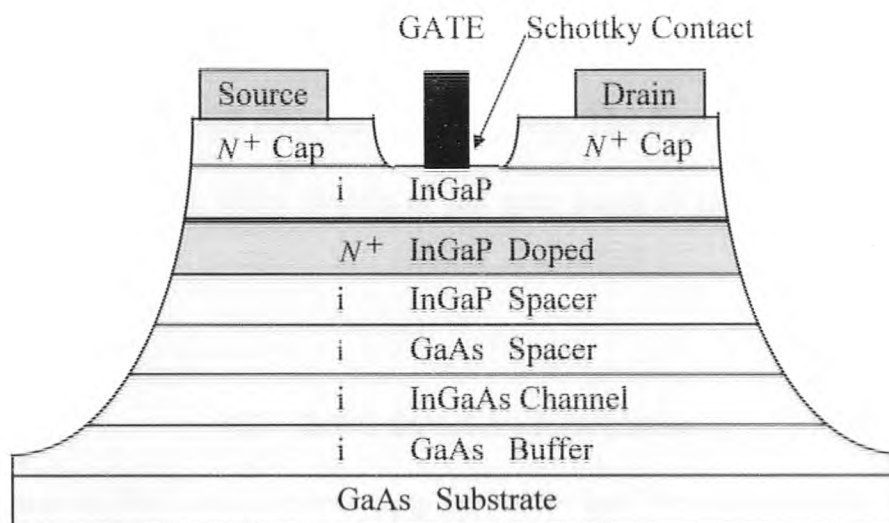 GATE Schottky Contact
Source Drain
N+ Cap N+ Cap
i InGaP
N+ InGaP Doped
i InGaP Spacer
i GaAs Spacer
i InGaAs Channel
i GaAs Buffer
GaAs Substrate